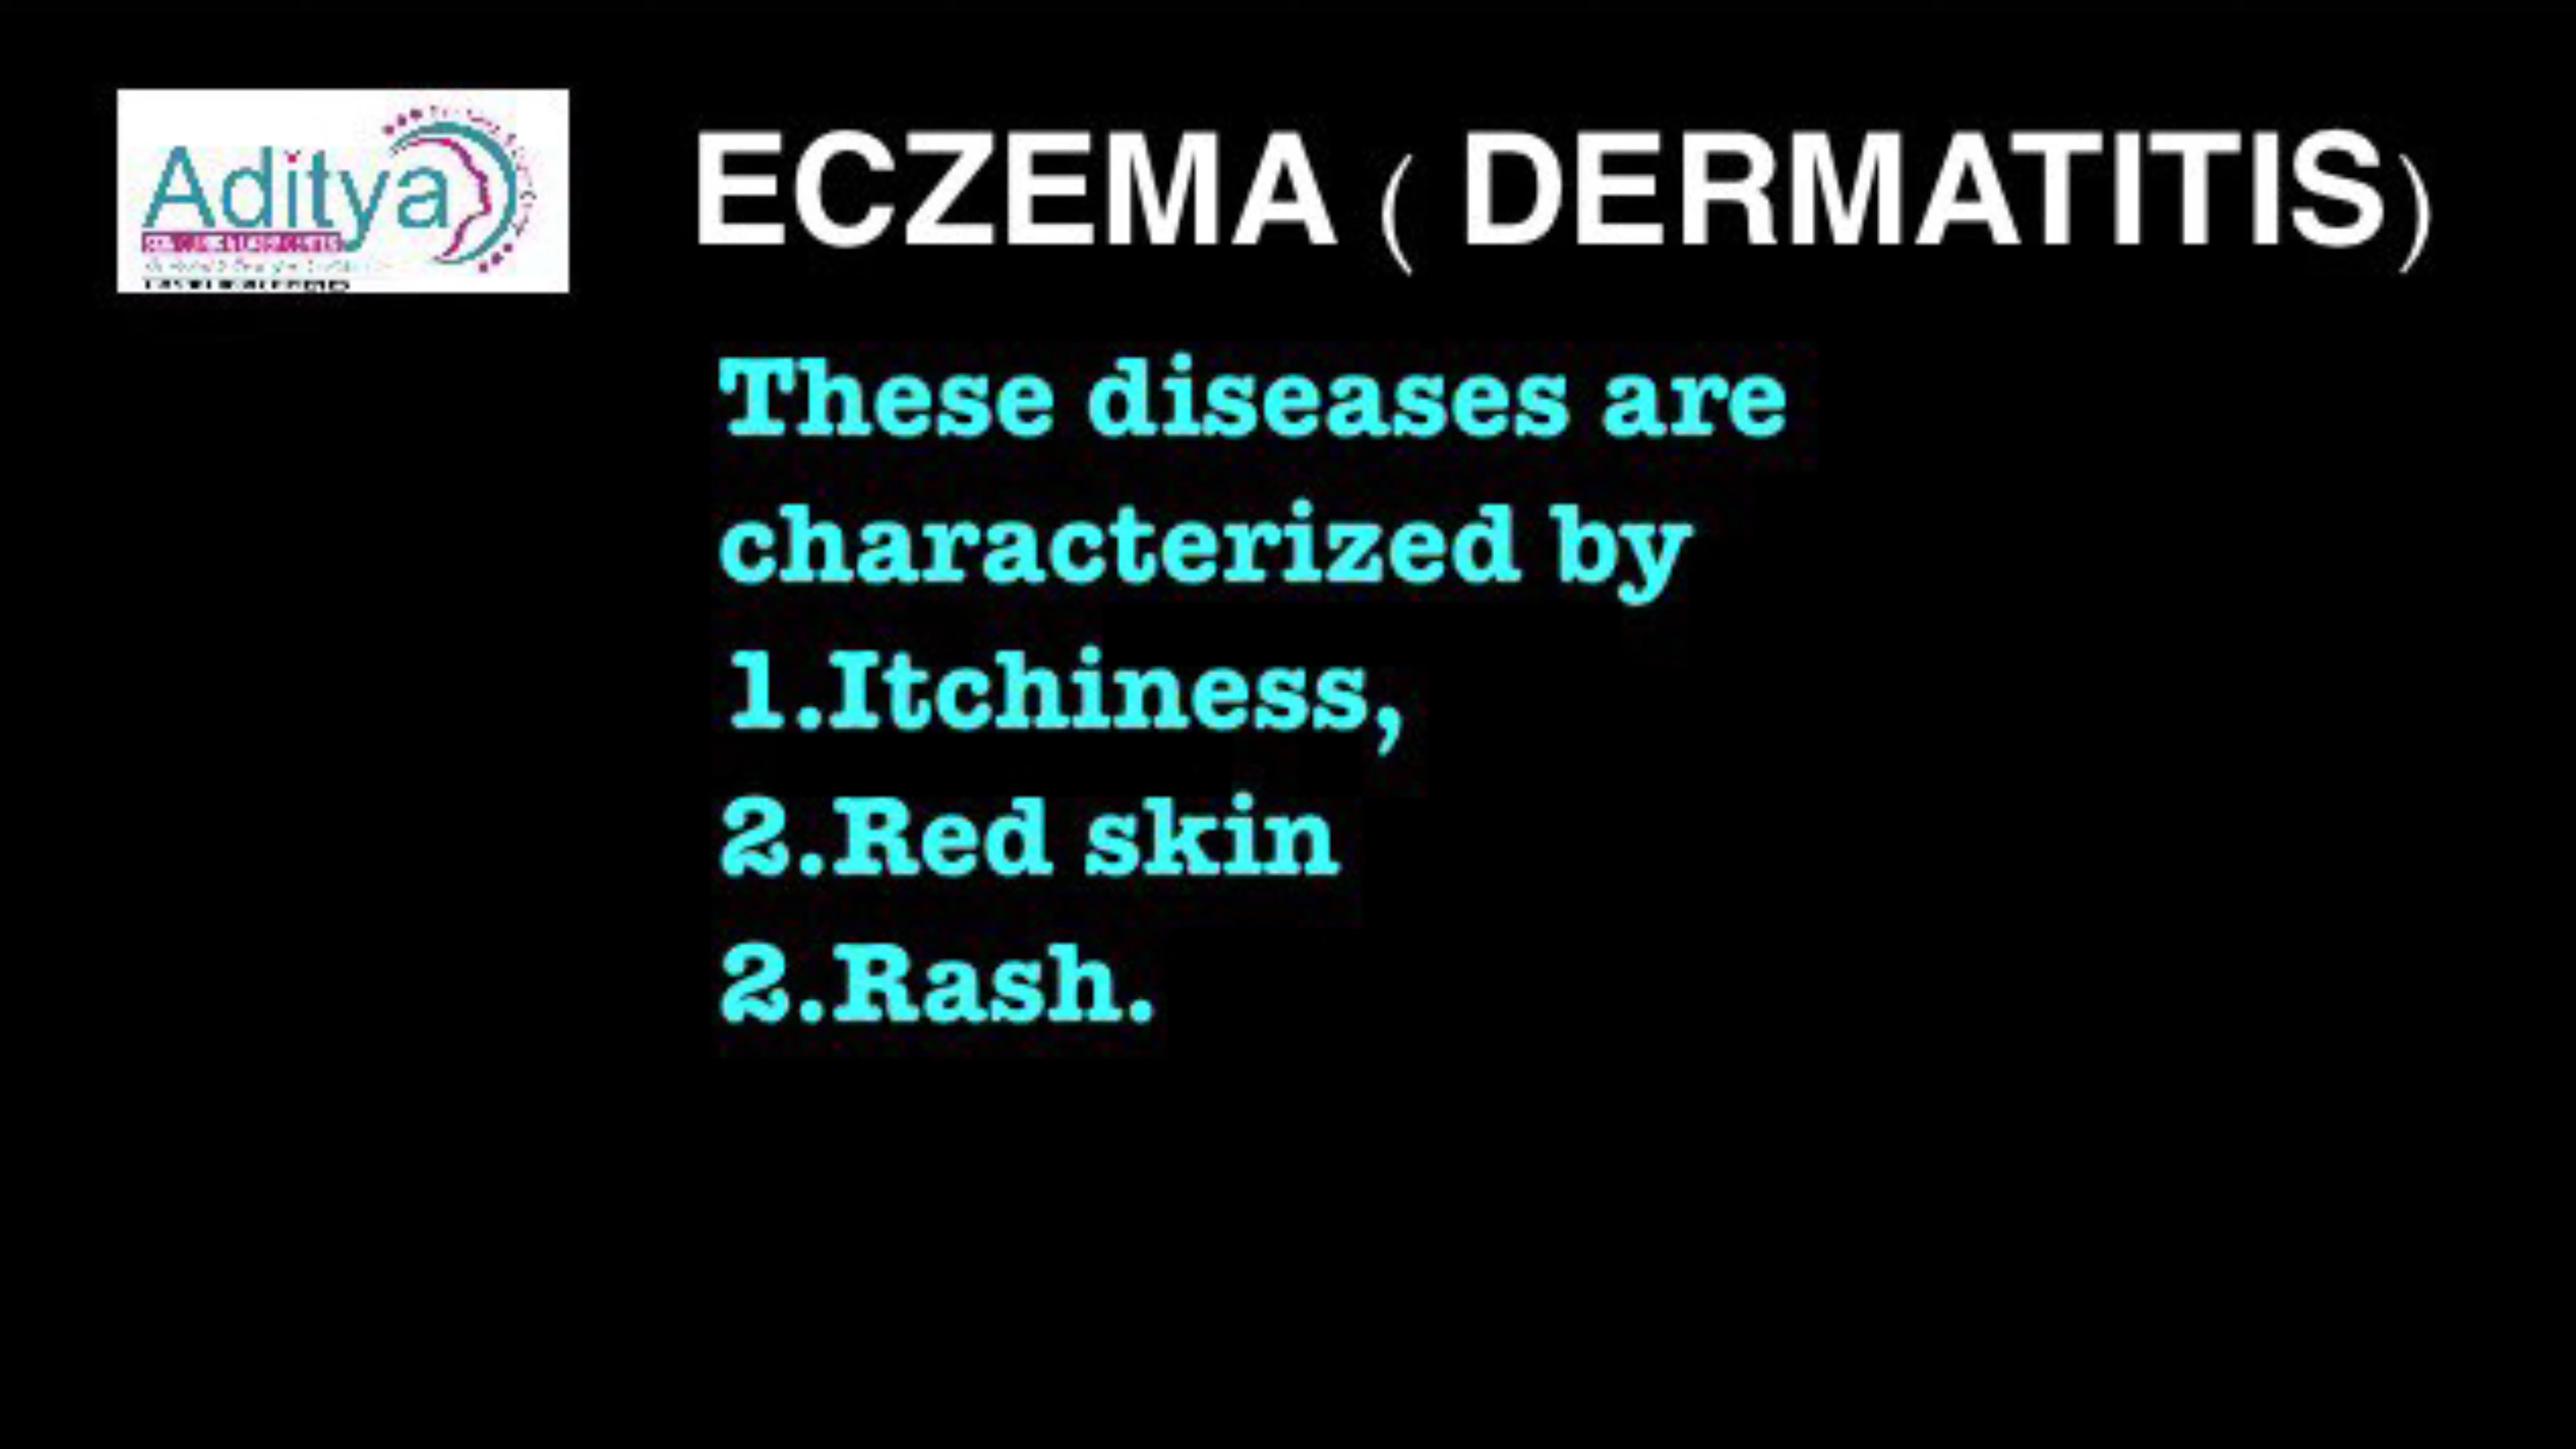 Aditya
ECZEMA ( DERMATITIS)
These diseases are
characterized by
1.Itchiness,
2.Red skin
2.Rash.